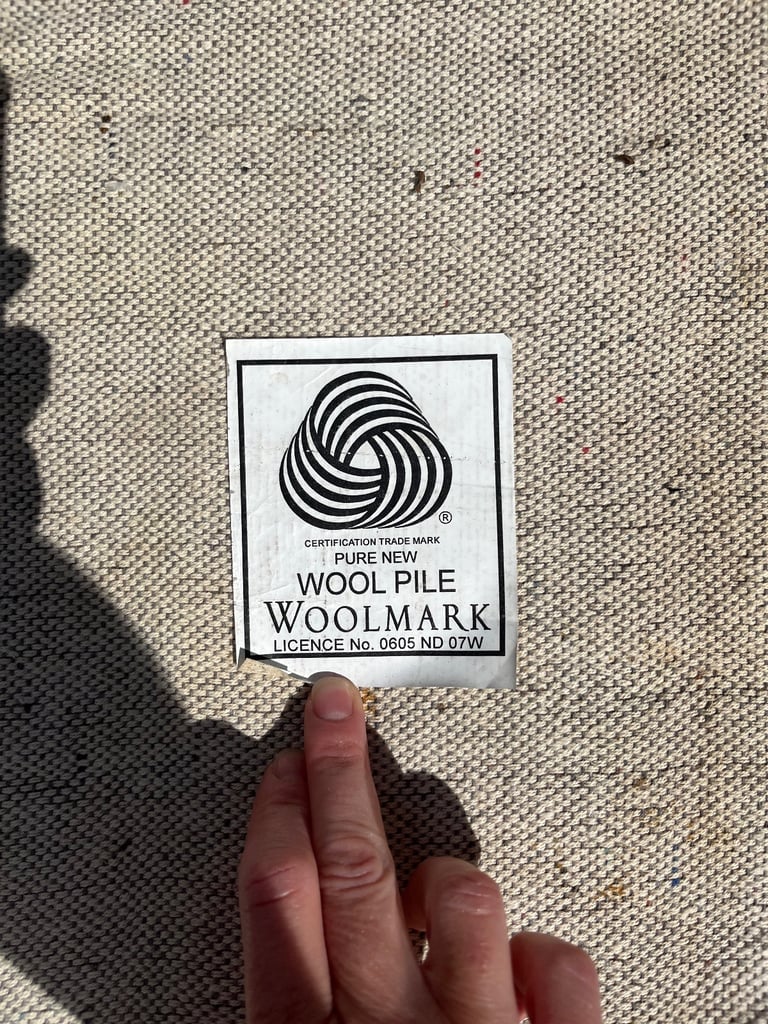 ®
CERTIFICATION TRADE MARK
PURE NEW
WOOL PILE
WOOLMARK
LICENCE No. 0605 ND 07W